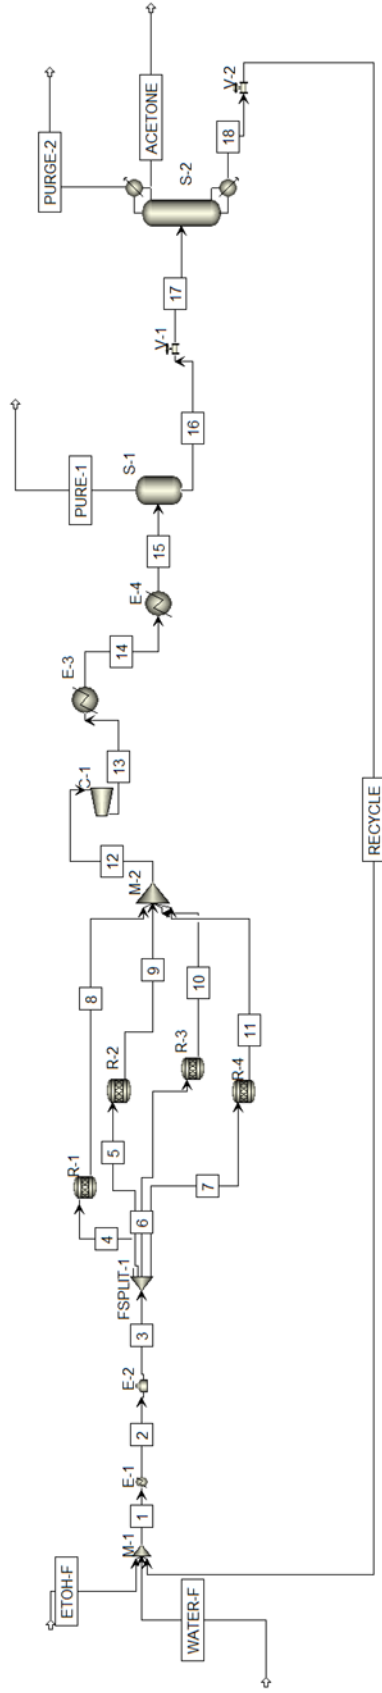 ETOH-F
WATER-F
M-1
1
E-1
2
E-2
3
FSPLIT-1
4
5
6
7
R-1
R-2
R-3
R-4
8
9
10
11
M-2
12
C-1
13
E-3
14
E-4
15
S-1
PURE-1
16
V-1
17
S-2
PURGE-2
ACETONE
18
V-2
RECYCLE